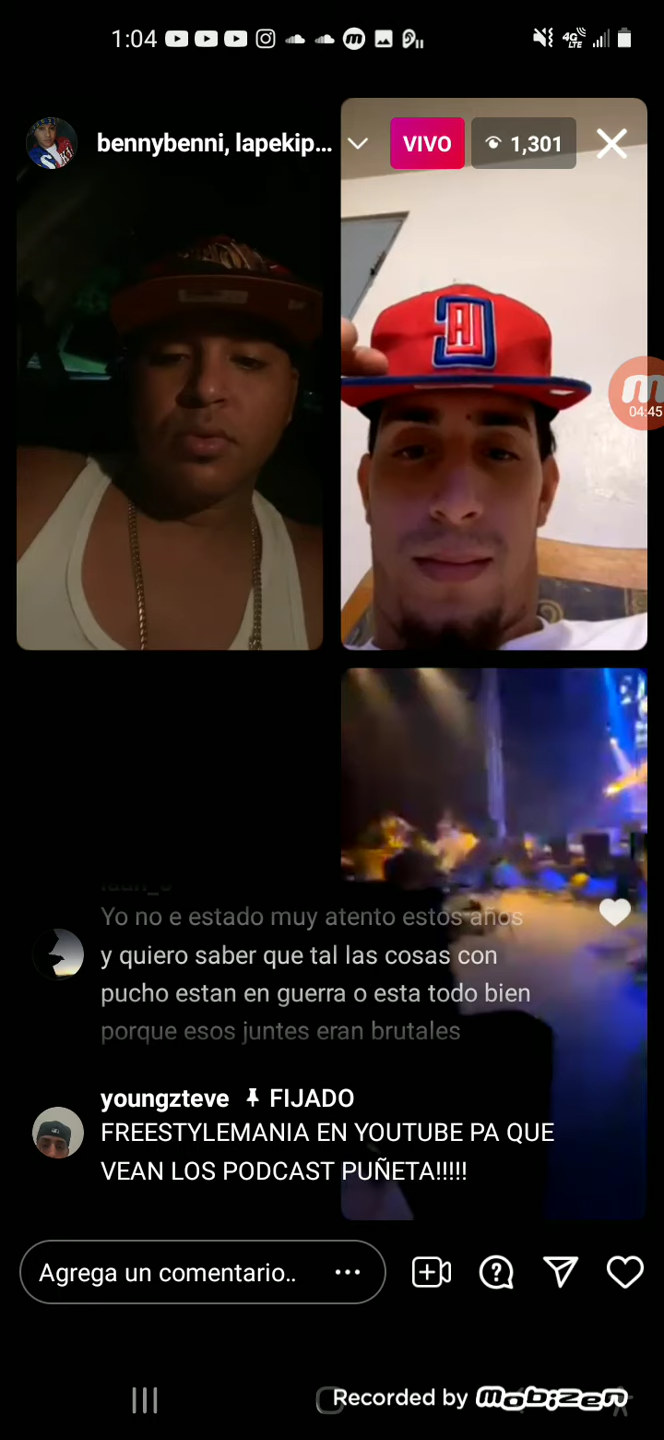 1:04
4G LTE
bennybenni, lapekip...
VIVO
1,301
04:45
Yo no e estado muy atento estos años
y quiero saber que tal las cosas con
pucho estan en guerra o esta todo bien
porque esos juntes eran brutales
youngzteve FIJADO
FREESTYLEMANIA EN YOUTUBE PA QUE
VEAN LOS PODCAST PUÑETA!!!!!
Agrega un comentario..
Recorded by mobizen